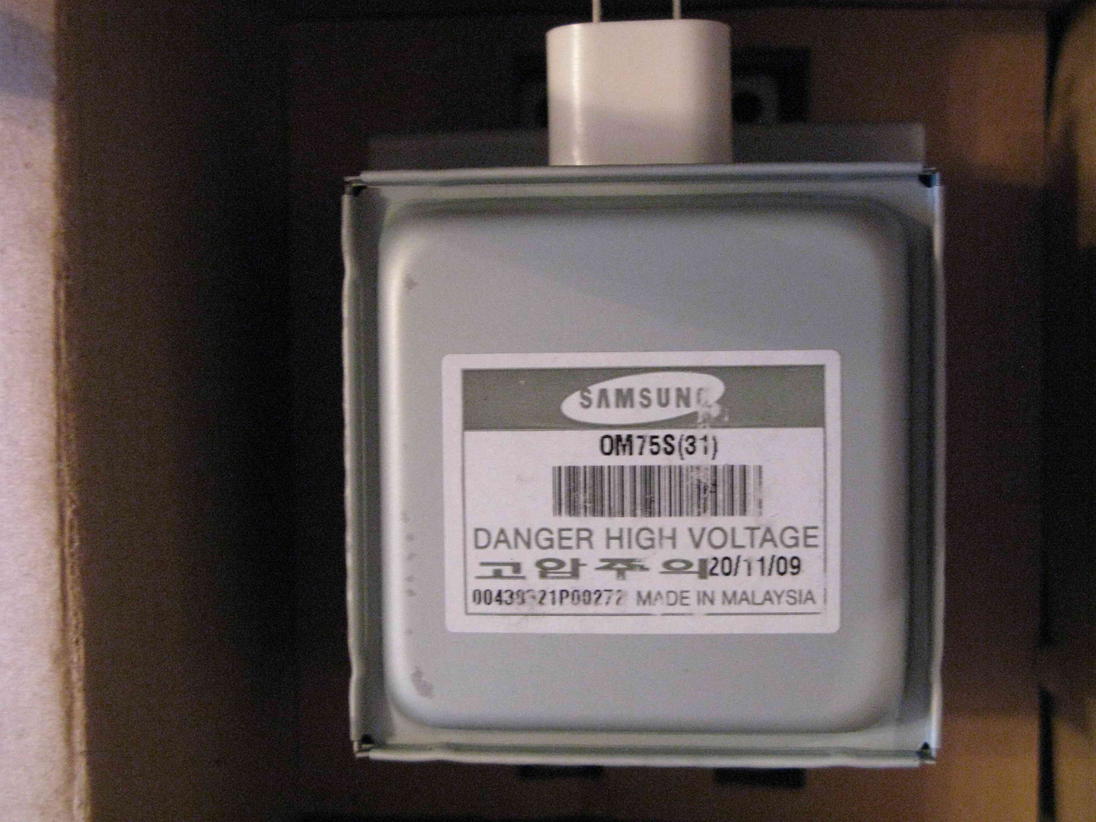 SAMSUNG
OM75S(31)
DANGER HIGH VOLTAGE
고압주의 20/11/09
MADE IN MALAYSIA